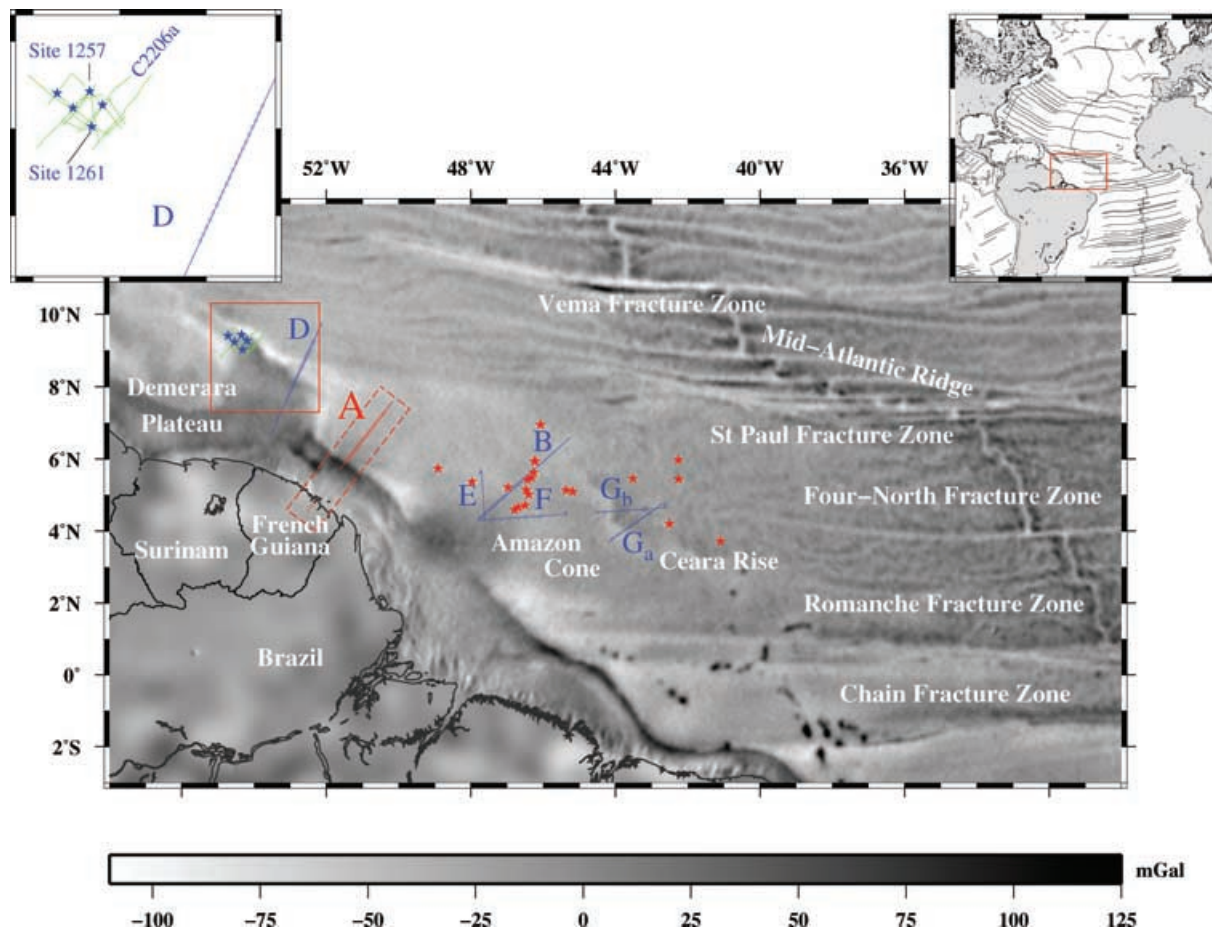 Site 1257
C2206a
Site 1261
D
52°W
48°W
44°W
40°W
36°W
10°N
8°N
6°N
4°N
2°N
0°
2°S
Vema Fracture Zone
Mid-Atlantic Ridge
D
Demerara
Plateau
A
St Paul Fracture Zone
B
E
F
Gb
Ga
Four-North Fracture Zone
French
Guiana
Surinam
Amazon
Cone
Ceara Rise
Romanche Fracture Zone
Brazil
Chain Fracture Zone
mGal
−100
−75
−50
−25
0
25
50
75
100
125